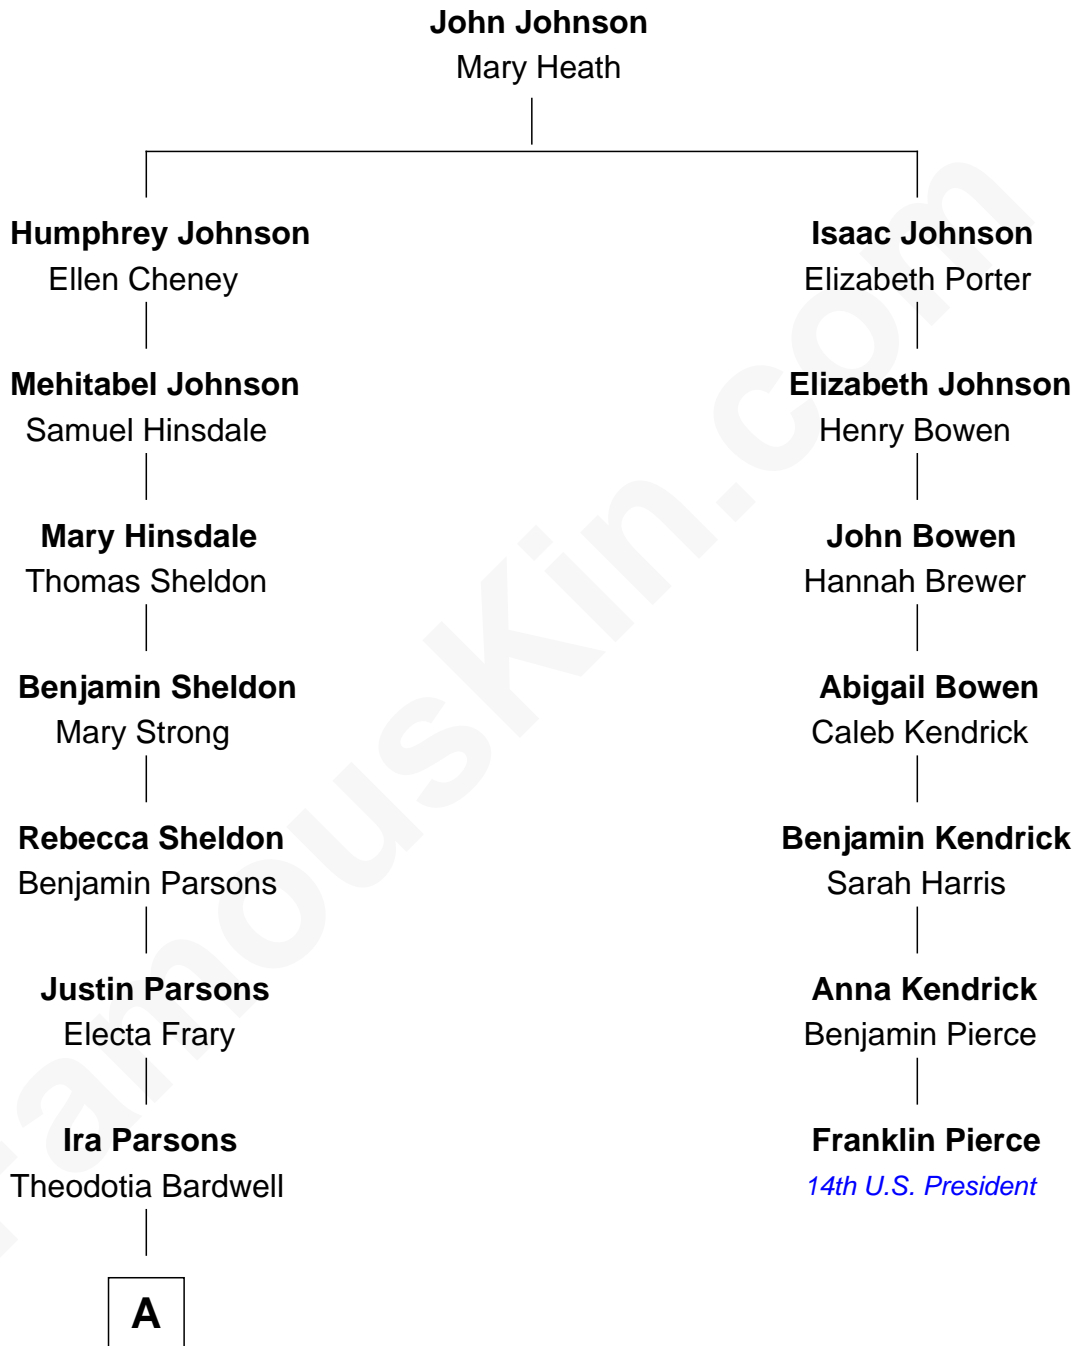 John Johnson
Mary Heath
Humphrey Johnson
Ellen Cheney
Isaac Johnson
Elizabeth Porter
Mehitabel Johnson
Samuel Hinsdale
Elizabeth Johnson
Henry Bowen
Mary Hinsdale
Thomas Sheldon
John Bowen
Hannah Brewer
Benjamin Sheldon
Mary Strong
Abigail Bowen
Caleb Kendrick
Rebecca Sheldon
Benjamin Parsons
Benjamin Kendrick
Sarah Harris
Justin Parsons
Electa Frary
Anna Kendrick
Benjamin Pierce
Ira Parsons
Theodotia Bardwell
Franklin Pierce
14th U.S. President
A
FamousKin.com